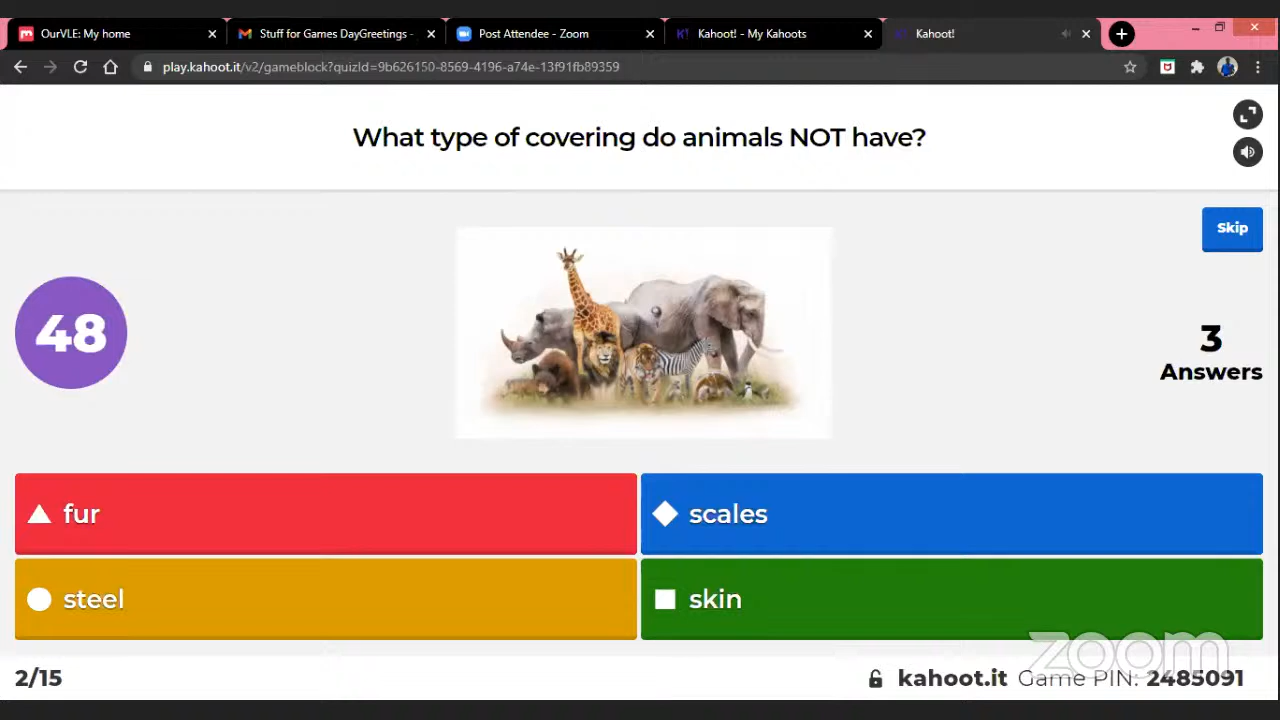 OurVLE: My home
Stuff for Games DayGreetings -
Post Attendee - Zoom
Kahoot! - My Kahoots
Kahoot!
play.kahoot.it/v2/gameblock?quizId=9b626150-8569-4196-a74e-13f91fb89359
What type of covering do animals NOT have?
Skip
48
3
Answers
fur
scales
steel
skin
zoom
2/15
kahoot.it Game PIN: 2485091